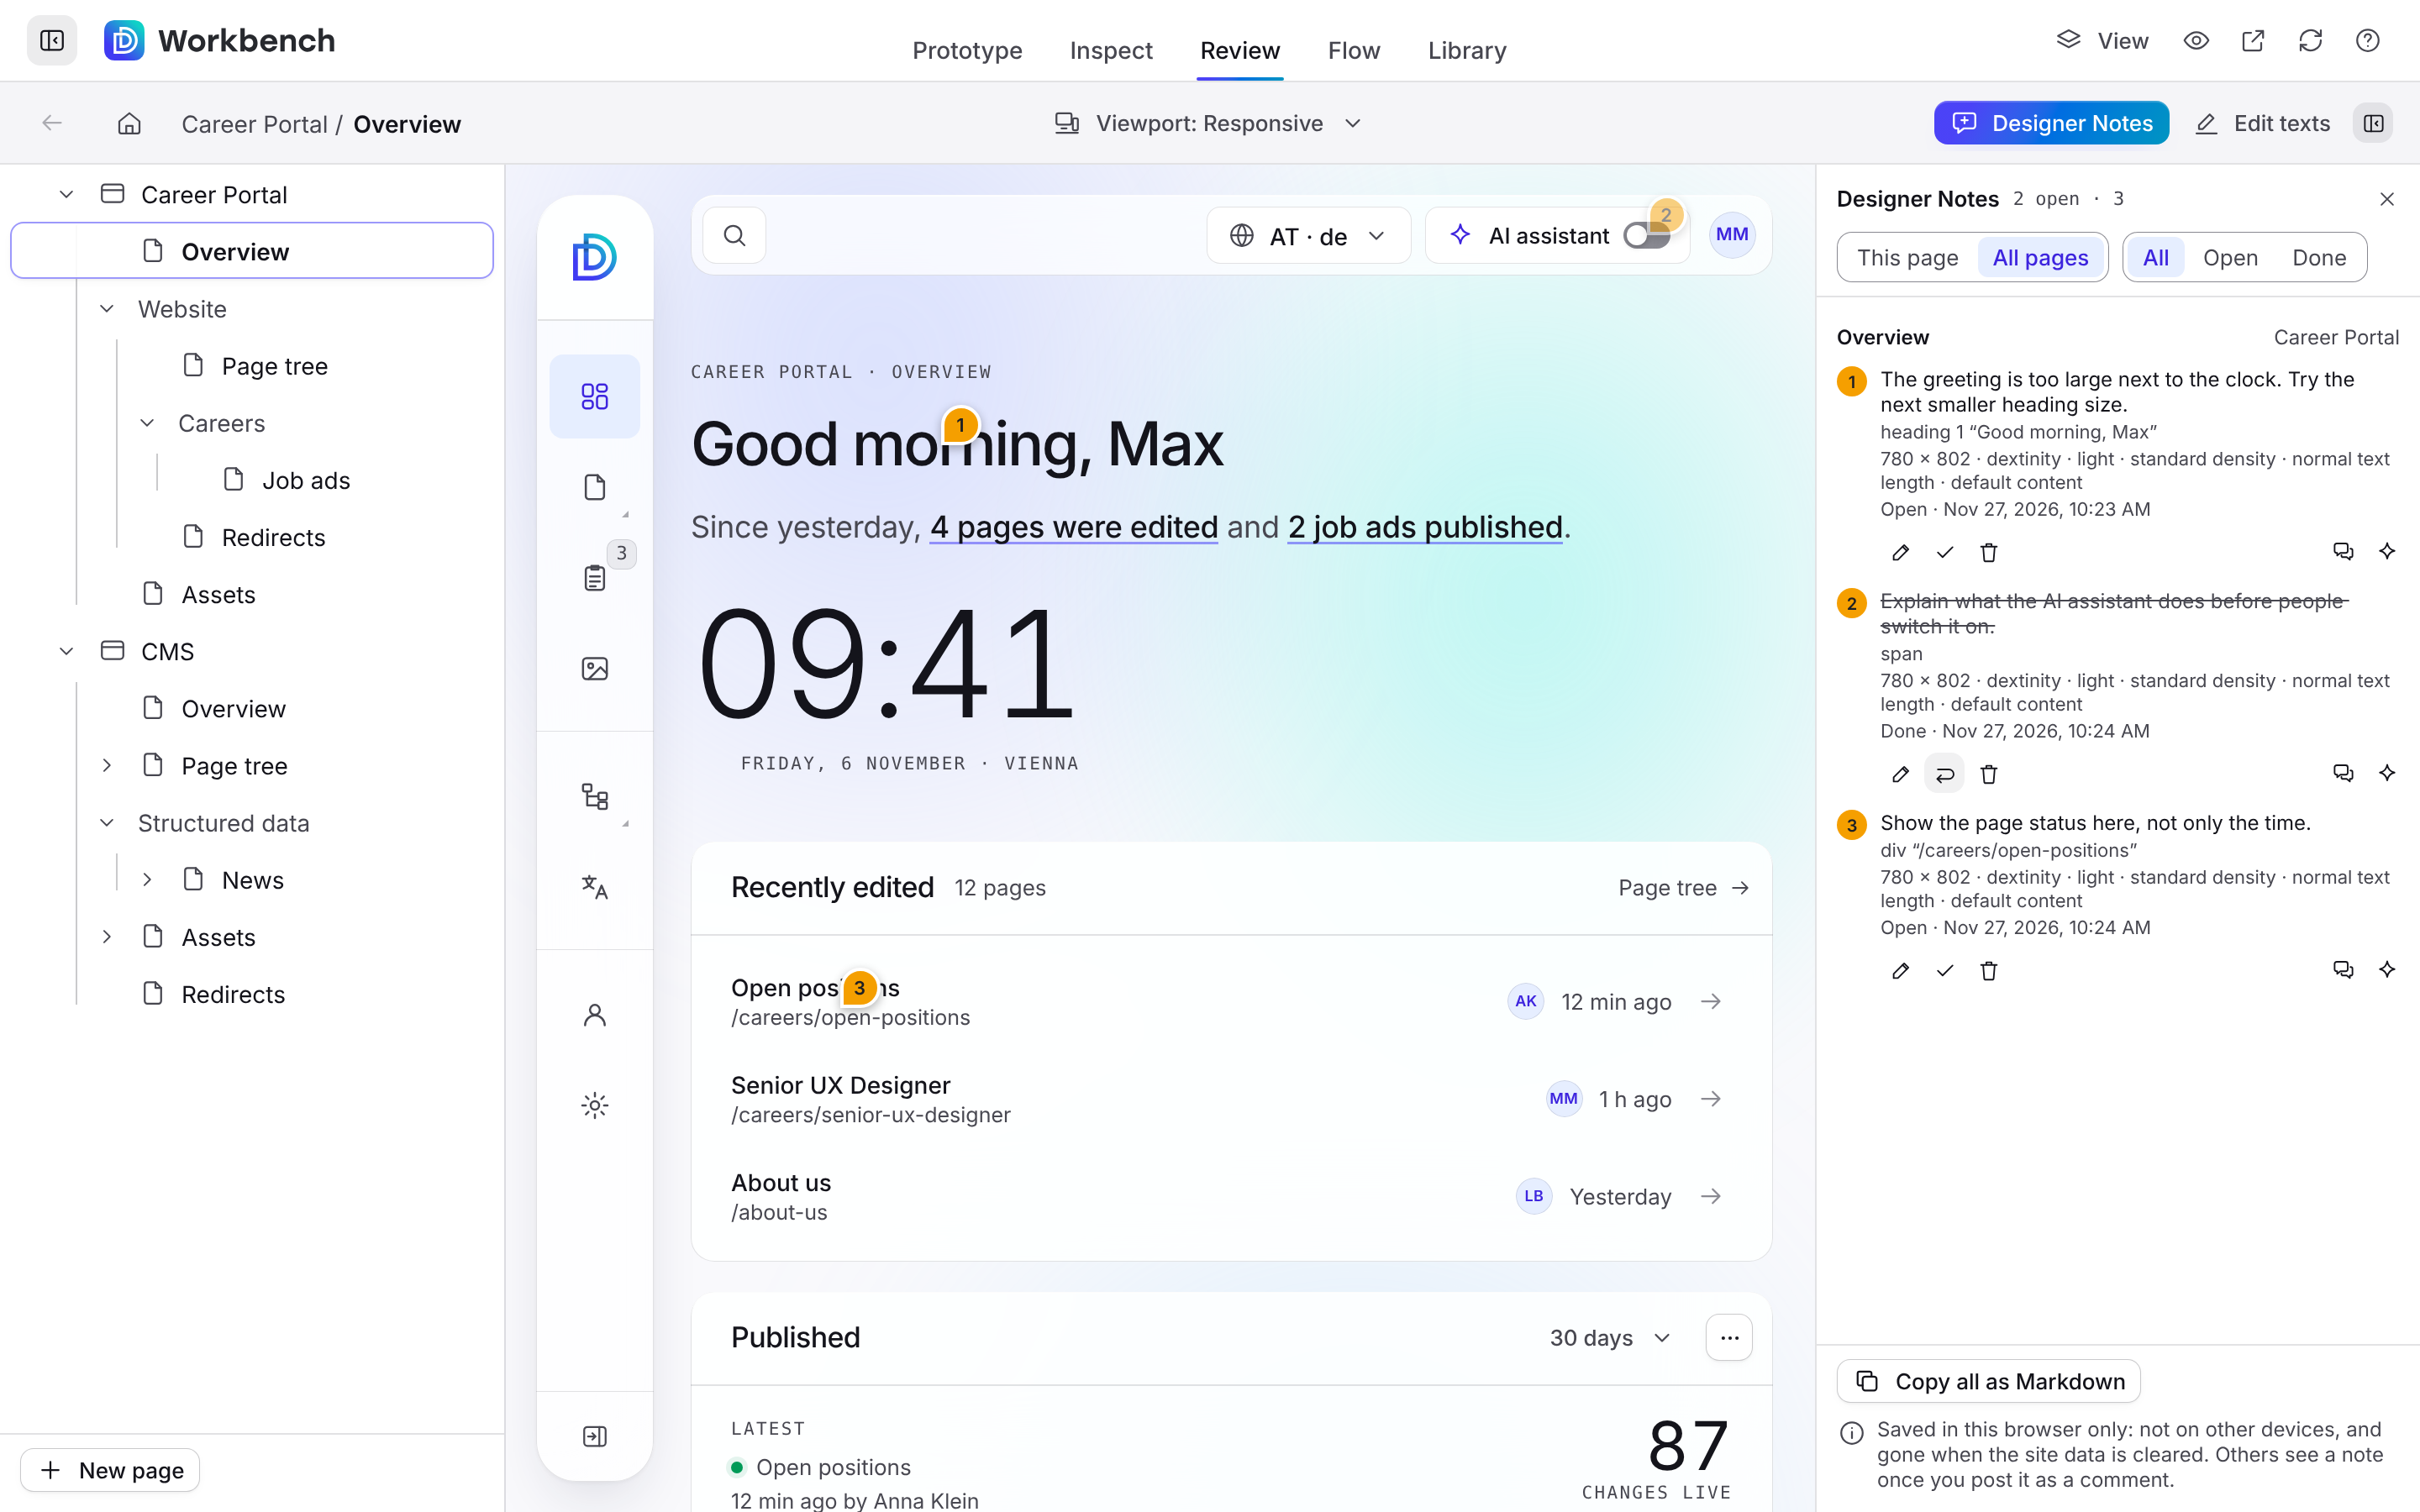 Workbench
Prototype
Inspect
Review
Flow
Library
View
Career Portal / Overview
Viewport: Responsive
Designer Notes
Edit texts
Career Portal
Overview
Website
Page tree
Careers
Job ads
Redirects
Assets
CMS
Overview
Page tree
Structured data
News
Assets
Redirects
New page
3
AT · de
AI assistant
2
MM
CAREER PORTAL · OVERVIEW
Good morning, Max
1
Since yesterday, 4 pages were edited and 2 job ads published.
09:41
FRIDAY, 6 NOVEMBER · VIENNA
Recently edited 12 pages
Page tree
Open positions
3
/careers/open-positions
AK 12 min ago
Senior UX Designer
/careers/senior-ux-designer
MM 1 h ago
About us
/about-us
LB Yesterday
Published
30 days
LATEST
Open positions
12 min ago by Anna Klein
87
CHANGES LIVE
Designer Notes 2 open · 3
This page
All pages
All
Open
Done
Overview
Career Portal
1
The greeting is too large next to the clock. Try the
next smaller heading size.
heading 1 “Good morning, Max”
780 × 802 · dextinity · light · standard density · normal text
length · default content
Open · Nov 27, 2026, 10:23 AM
2
Explain what the AI assistant does before people
switch it on.
span
780 × 802 · dextinity · light · standard density · normal text
length · default content
Done · Nov 27, 2026, 10:24 AM
3
Show the page status here, not only the time.
div “/careers/open-positions”
780 × 802 · dextinity · light · standard density · normal text
length · default content
Open · Nov 27, 2026, 10:24 AM
Copy all as Markdown
Saved in this browser only: not on other devices, and
gone when the site data is cleared. Others see a note
once you post it as a comment.